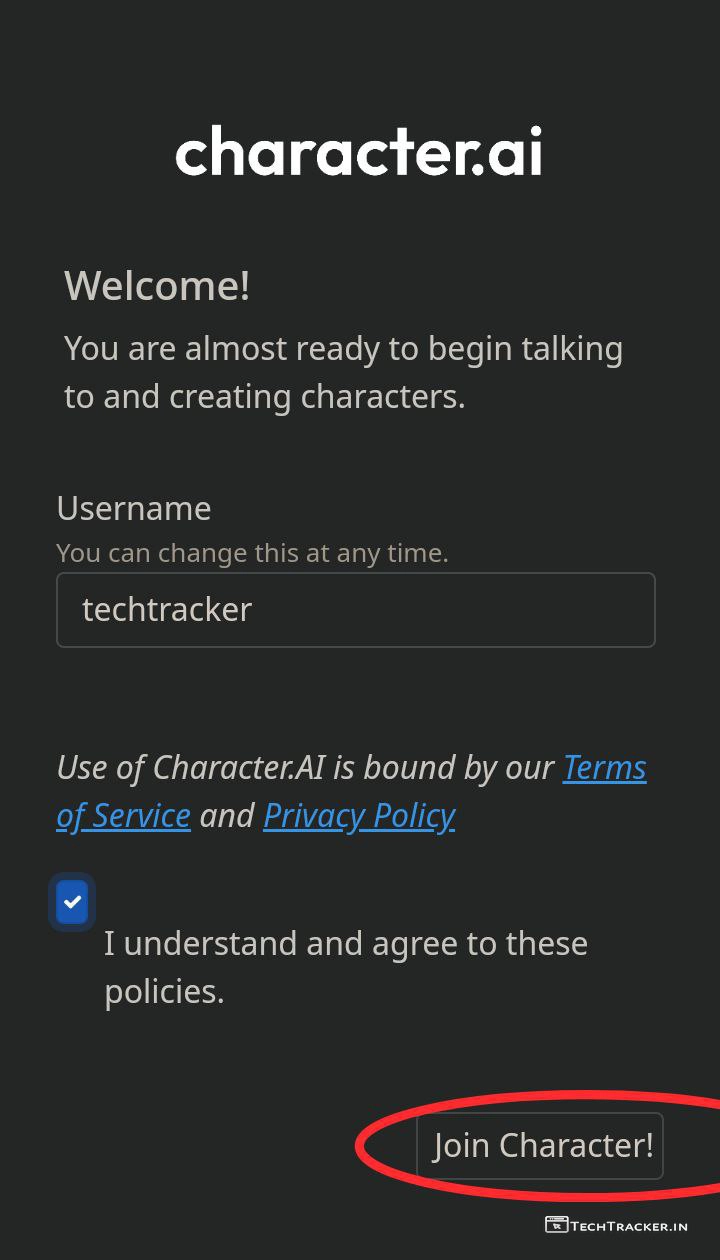 character.ai
Welcome!
You are almost ready to begin talking
to and creating characters.
Username
You can change this at any time.
techtracker
Use of Character.AI is bound by our Terms
of Service and Privacy Policy
I understand and agree to these
policies.
Join Character!
TECHTRACKER.IN